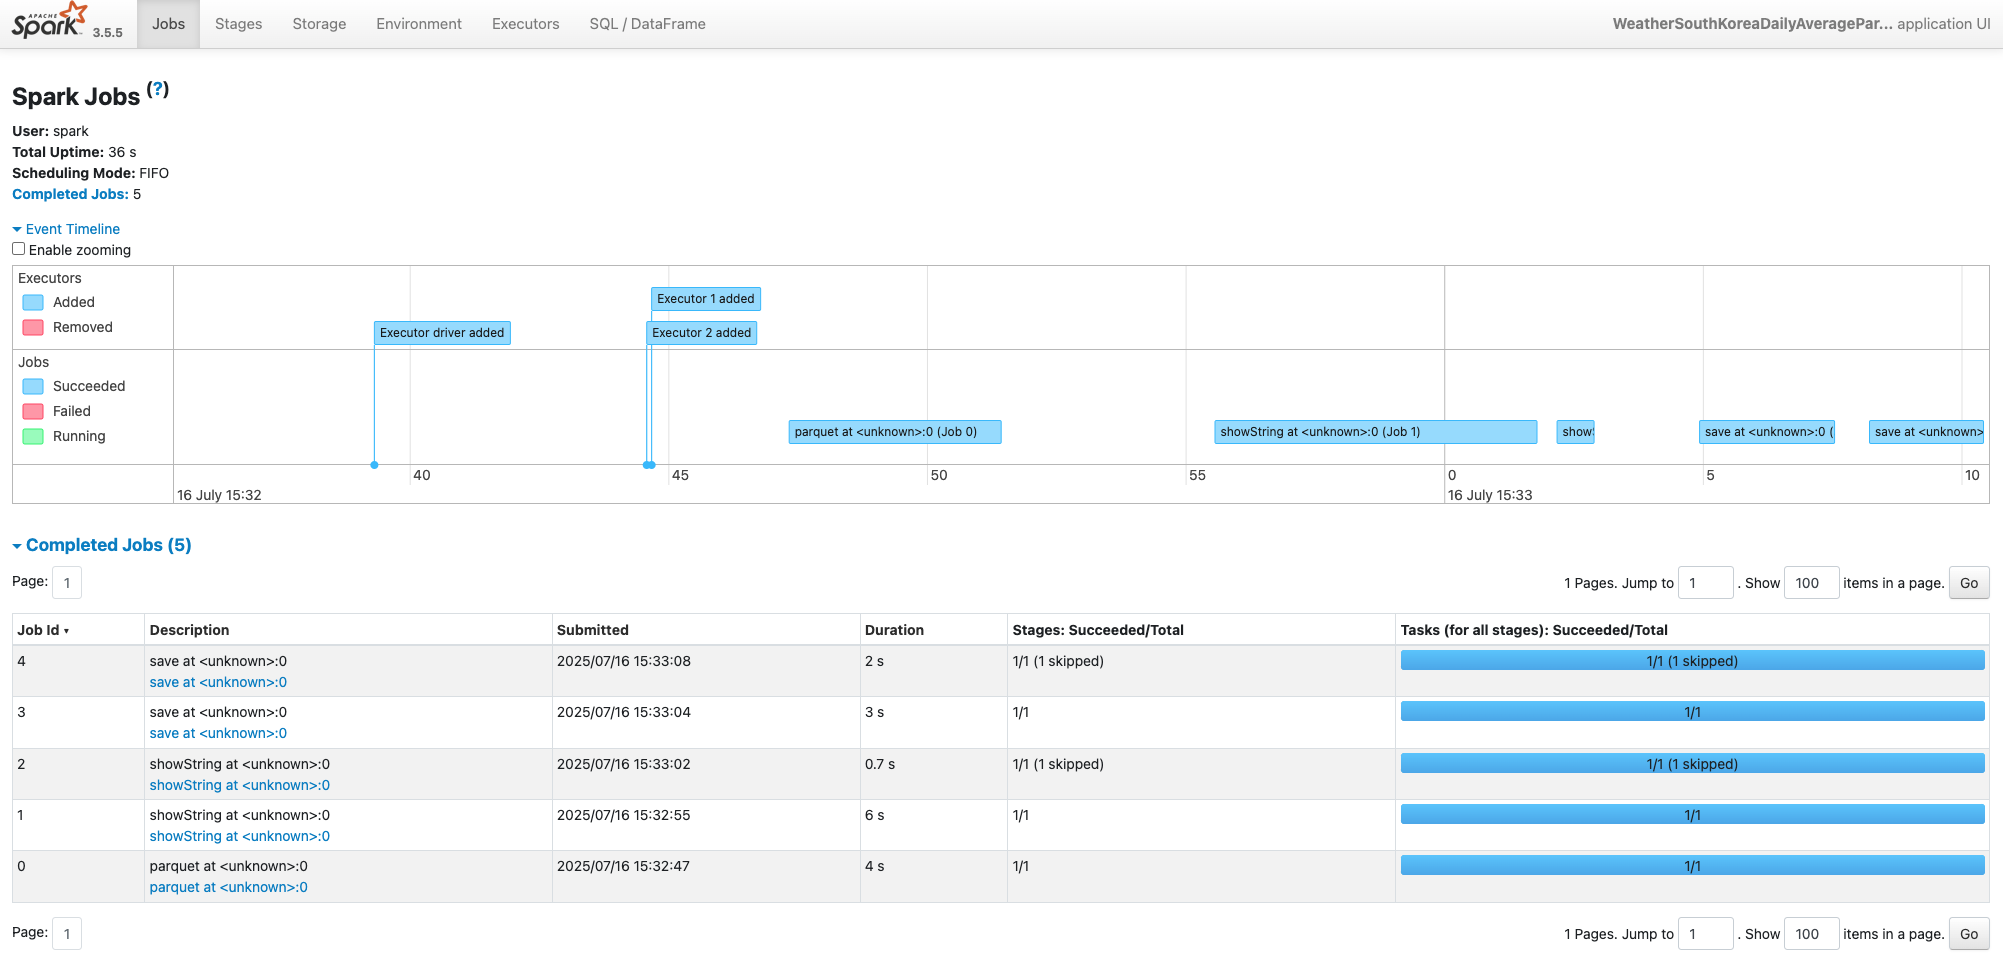 APACHE
Spark 3.5.5 Jobs Stages Storage Environment Executors SQL / DataFrame WeatherSouthKoreaDailyAveragePar... application UI
Spark Jobs (?)
User: spark
Total Uptime: 36 s
Scheduling Mode: FIFO
Completed Jobs: 5
Event Timeline
Enable zooming
Executors
Added
Removed
Executor 1 added
Executor driver added
Executor 2 added
Jobs
Succeeded
Failed
Running
parquet at <unknown>:0 (Job 0)
showString at <unknown>:0 (Job 1)
show
save at <unknown>:0 (
save at <unknown>
40 45 50 55 0 5 10
16 July 15:32 16 July 15:33
Completed Jobs (5)
Page: 1 1 Pages. Jump to 1 . Show 100 items in a page. Go
Job Id ▾ Description Submitted Duration Stages: Succeeded/Total Tasks (for all stages): Succeeded/Total
4 save at <unknown>:0 2025/07/16 15:33:08 2 s 1/1 (1 skipped) 1/1 (1 skipped)
save at <unknown>:0
3 save at <unknown>:0 2025/07/16 15:33:04 3 s 1/1 1/1
save at <unknown>:0
2 showString at <unknown>:0 2025/07/16 15:33:02 0.7 s 1/1 (1 skipped) 1/1 (1 skipped)
showString at <unknown>:0
1 showString at <unknown>:0 2025/07/16 15:32:55 6 s 1/1 1/1
showString at <unknown>:0
0 parquet at <unknown>:0 2025/07/16 15:32:47 4 s 1/1 1/1
parquet at <unknown>:0
Page: 1 1 Pages. Jump to 1 . Show 100 items in a page. Go